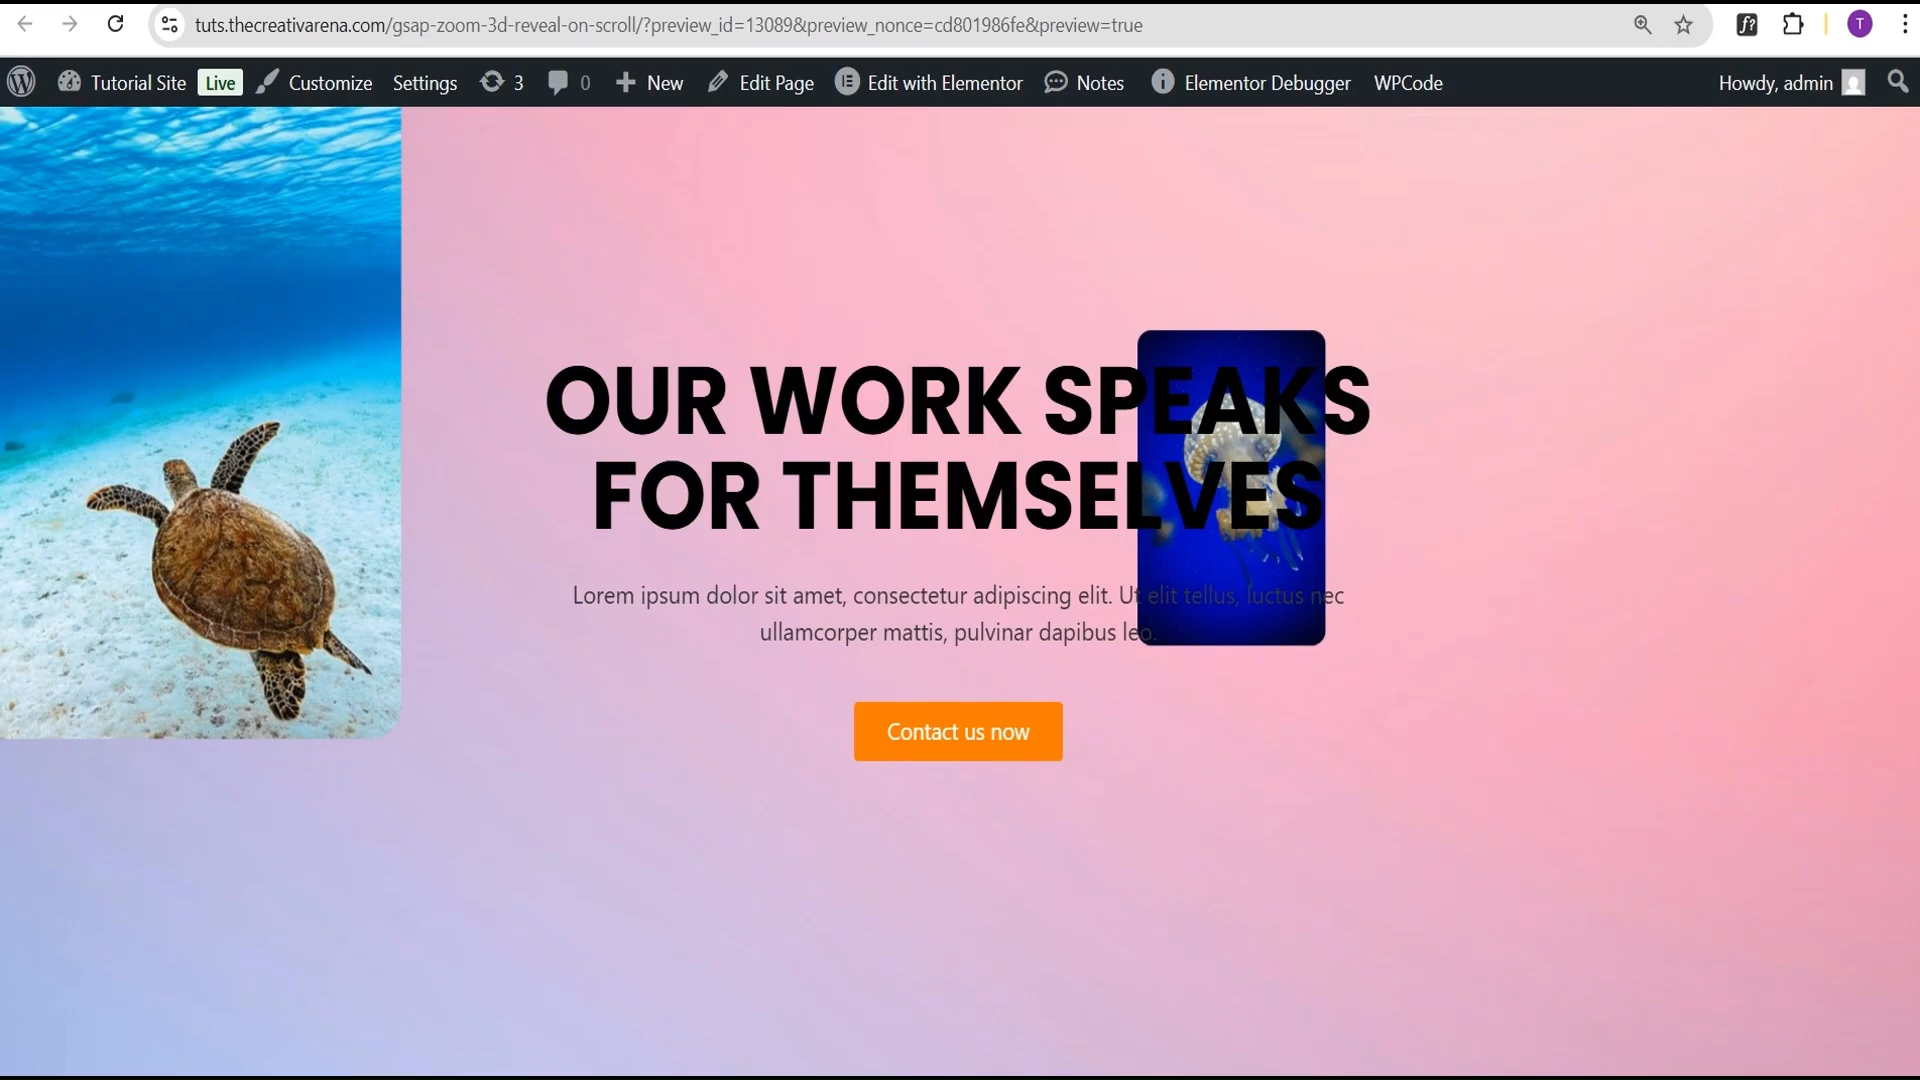 tuts.thecreativarena.com/gsap-zoom-3d-reveal-on-scroll/?preview_id=13089&preview_nonce=cd801986fe&preview=true
f?
T
Tutorial Site Live Customize Settings 3 0 New Edit Page Edit with Elementor Notes Elementor Debugger WPCode Howdy, admin
OUR WORK SPEAKS
FOR THEMSELVES
Lorem ipsum dolor sit amet, consectetur adipiscing elit. Ut elit tellus, luctus nec
ullamcorper mattis, pulvinar dapibus leo.
Contact us now